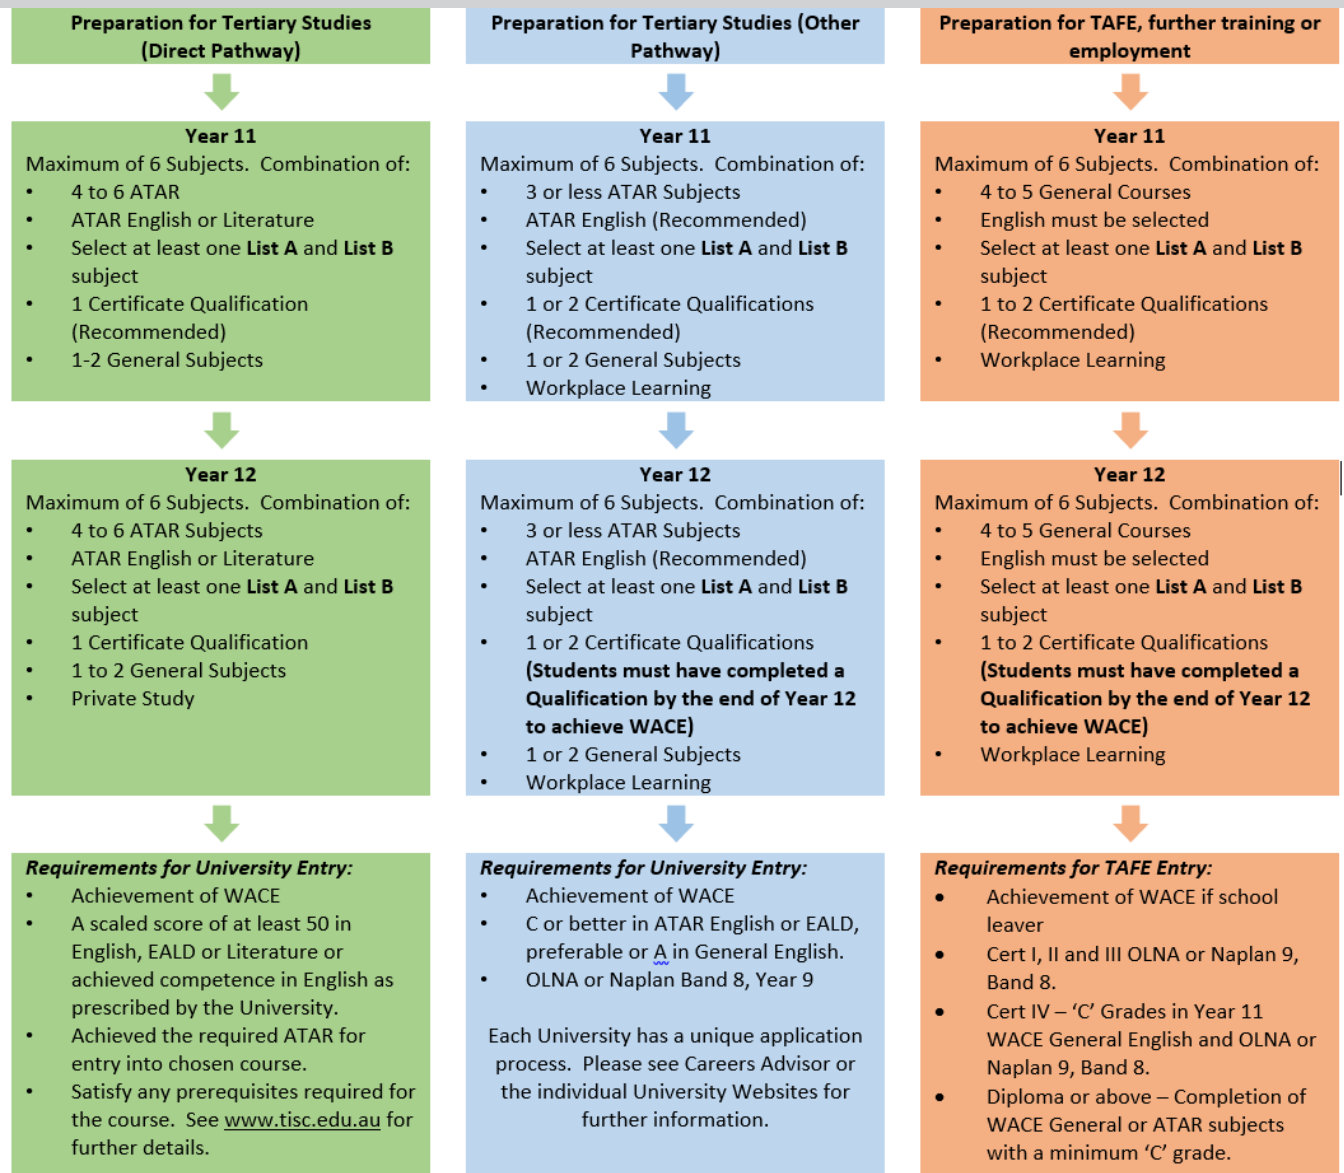 Preparation for Tertiary Studies
(Direct Pathway)
Year 11
Maximum of 6 Subjects.  Combination of:
• 4 to 6 ATAR
• ATAR English or Literature
• Select at least one List A and List B
subject
• 1 Certificate Qualification
(Recommended)
• 1-2 General Subjects
Year 12
Maximum of 6 Subjects.  Combination of:
• 4 to 6 ATAR Subjects
• ATAR English or Literature
• Select at least one List A and List B
subject
• 1 Certificate Qualification
• 1 to 2 General Subjects
• Private Study
Requirements for University Entry:
• Achievement of WACE
• A scaled score of at least 50 in
English, EALD or Literature or
achieved competence in English as
prescribed by the University.
• Achieved the required ATAR for
entry into chosen course.
• Satisfy any prerequisites required for
the course.  See www.tisc.edu.au for
further details.
Preparation for Tertiary Studies (Other
Pathway)
Year 11
Maximum of 6 Subjects.  Combination of:
• 3 or less ATAR Subjects
• ATAR English (Recommended)
• Select at least one List A and List B
subject
• 1 or 2 Certificate Qualifications
(Recommended)
• 1 or 2 General Subjects
• Workplace Learning
Year 12
Maximum of 6 Subjects.  Combination of:
• 3 or less ATAR Subjects
• ATAR English (Recommended)
• Select at least one List A and List B
subject
• 1 or 2 Certificate Qualifications
(Students must have completed a
Qualification by the end of Year 12
to achieve WACE)
• 1 or 2 General Subjects
• Workplace Learning
Requirements for University Entry:
• Achievement of WACE
• C or better in ATAR English or EALD,
preferable or A in General English.
• OLNA or Naplan Band 8, Year 9
Each University has a unique application
process.  Please see Careers Advisor or
the individual University Websites for
further information.
Preparation for TAFE, further training or
employment
Year 11
Maximum of 6 Subjects.  Combination of:
• 4 to 5 General Courses
• English must be selected
• Select at least one List A and List B
subject
• 1 to 2 Certificate Qualifications
(Recommended)
• Workplace Learning
Year 12
Maximum of 6 Subjects.  Combination of:
• 4 to 5 General Courses
• English must be selected
• Select at least one List A and List B
subject
• 1 to 2 Certificate Qualifications
(Students must have completed a
Qualification by the end of Year 12
to achieve WACE)
• Workplace Learning
Requirements for TAFE Entry:
• Achievement of WACE if school
leaver
• Cert I, II and III OLNA or Naplan 9,
Band 8.
• Cert IV – ‘C’ Grades in Year 11
WACE General English and OLNA or
Naplan 9, Band 8.
• Diploma or above – Completion of
WACE General or ATAR subjects
with a minimum ‘C’ grade.